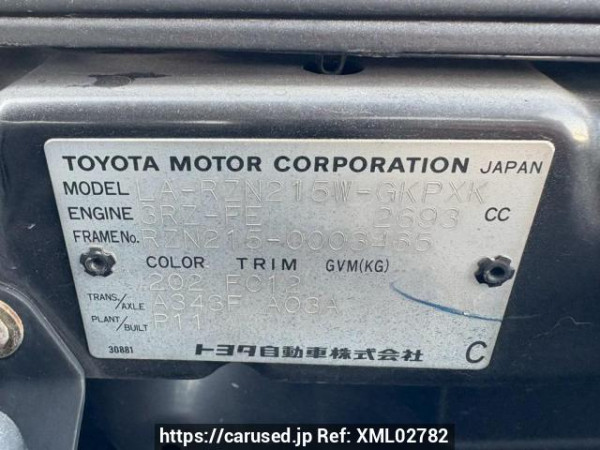 TOYOTA MOTOR CORPORATION JAPAN
MODEL LA-RZN215W-GKPXK
ENGINE 3RZ-FE 2693 CC
FRAME No. RZN215-0003465
COLOR TRIM GVM(KG)
202 FC12
TRANS./AXLE A343F A03A
PLANT/BUILT P11
30881 トヨタ自動車株式会社 C
https://carused.jp Ref: XML02782